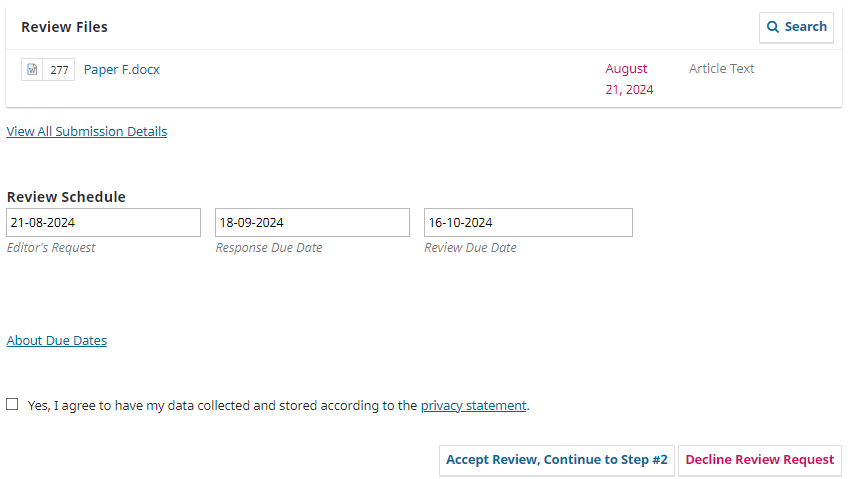 Review Files
Search
277 Paper F.docx August 21, 2024 Article Text
View All Submission Details
Review Schedule
21-08-2024 18-09-2024 16-10-2024
Editor's Request Response Due Date Review Due Date
About Due Dates
Yes, I agree to have my data collected and stored according to the privacy statement.
Accept Review, Continue to Step #2 Decline Review Request